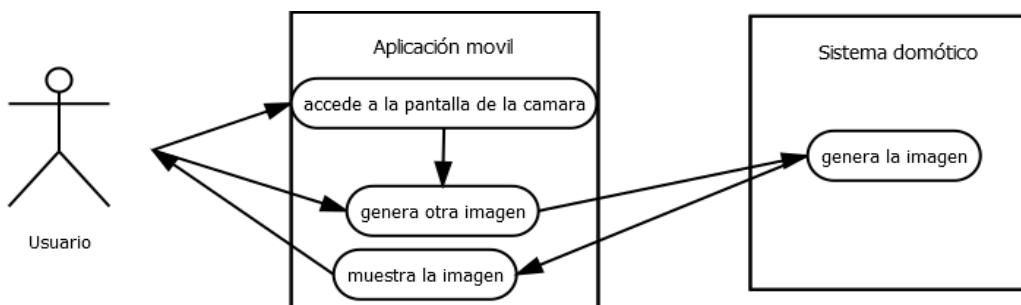 Aplicación movil
Sistema domótico
accede a la pantalla de la camara
genera la imagen
genera otra imagen
Usuario
muestra la imagen